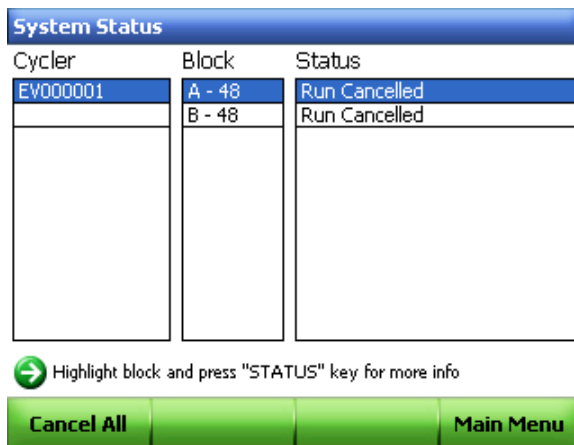 System Status
Cycler Block Status
EV000001 A - 48 Run Cancelled
B - 48 Run Cancelled
Highlight block and press "STATUS" key for more info
Cancel All Main Menu